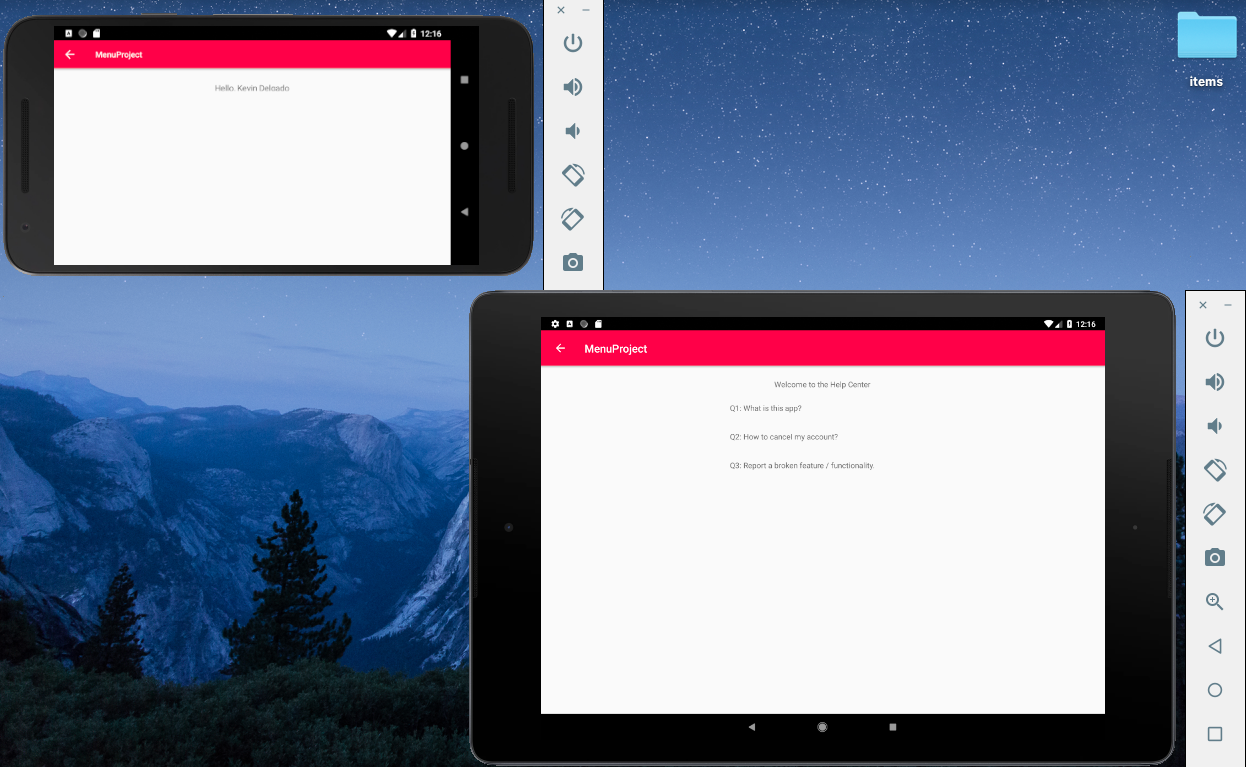 12:16
MenuProject
Hello, Kevin Delgado
items
12:16
MenuProject
Welcome to the Help Center
Q1: What is this app?
Q2: How to cancel my account?
Q3: Report a broken feature / functionality